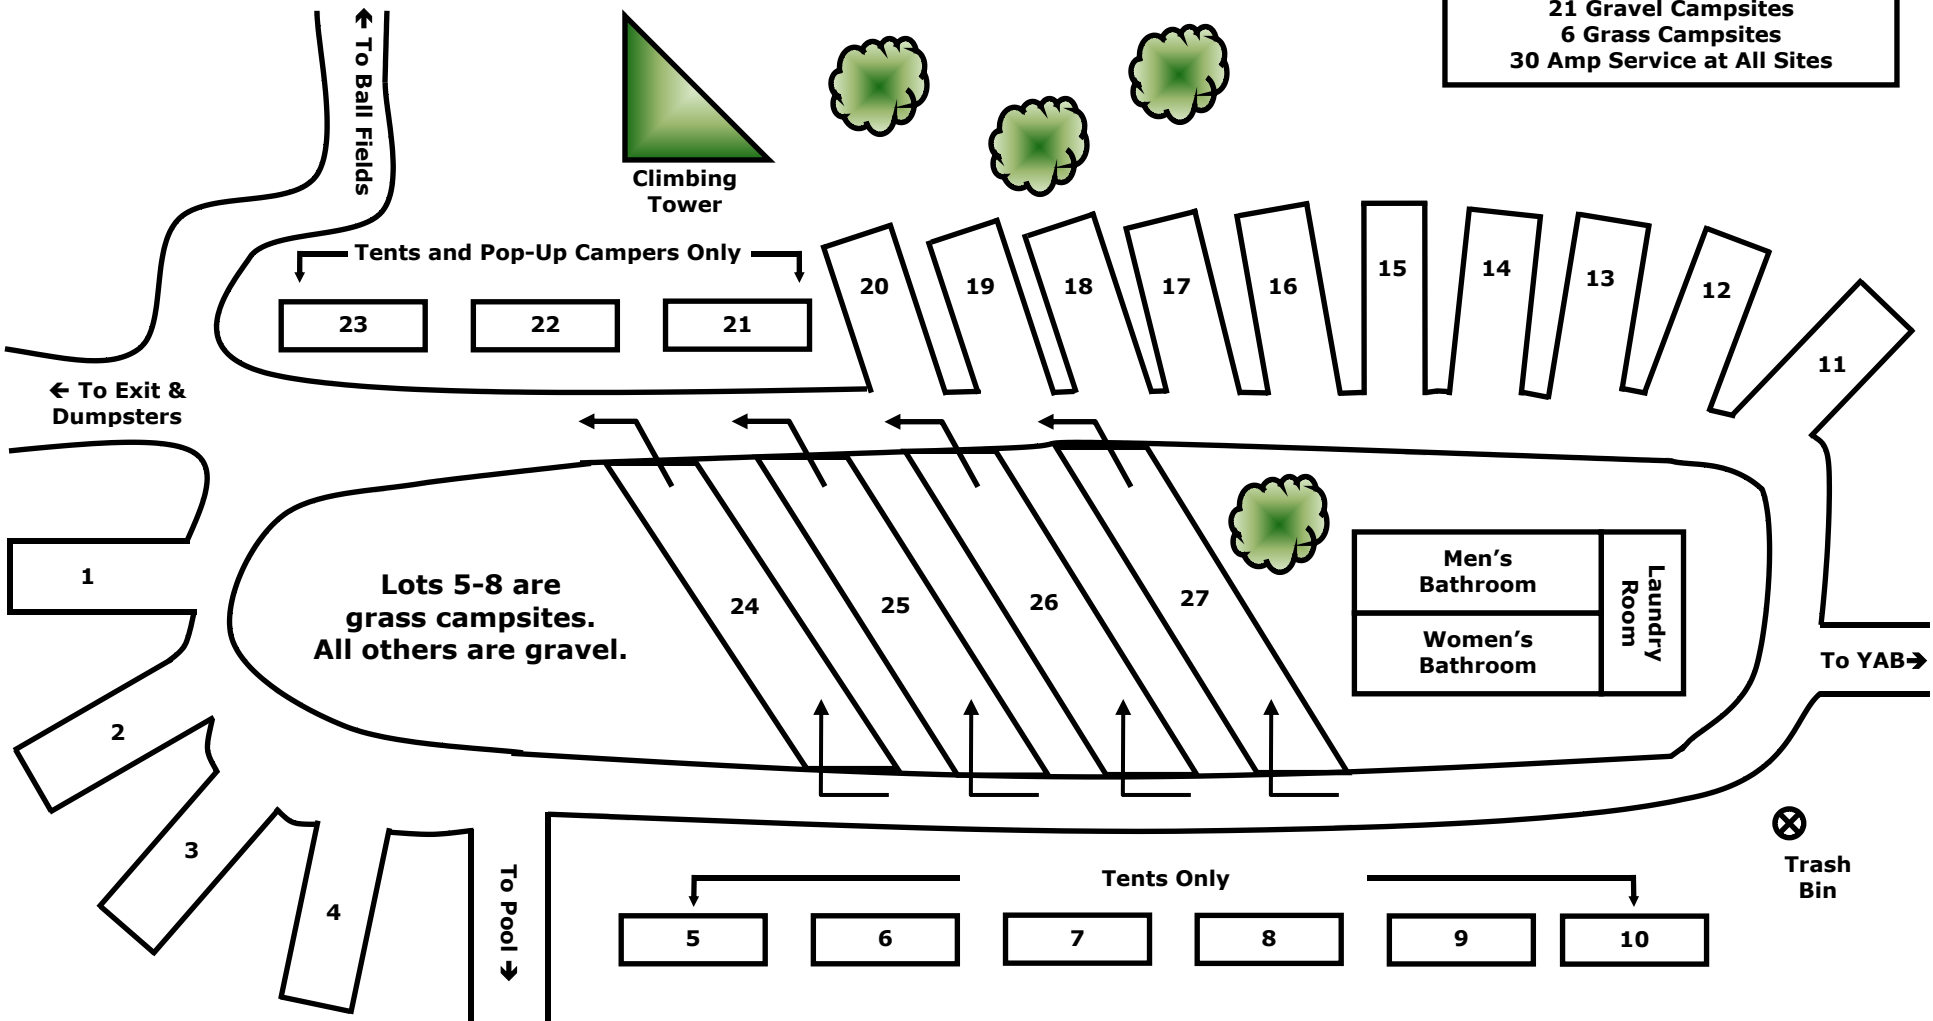 21 Gravel Campsites
6 Grass Campsites
30 Amp Service at All Sites
← To Ball Fields
Climbing
Tower
Tents and Pop-Up Campers Only
23
22
21
20
19
18
17
16
15
14
13
12
11
← To Exit &
Dumpsters
1
2
3
4
Lots 5-8 are
grass campsites.
All others are gravel.
24
25
26
27
Men’s
Bathroom
Women’s
Bathroom
Laundry
Room
To YAB→
To Pool →
Tents Only
5
6
7
8
9
10
Trash
Bin